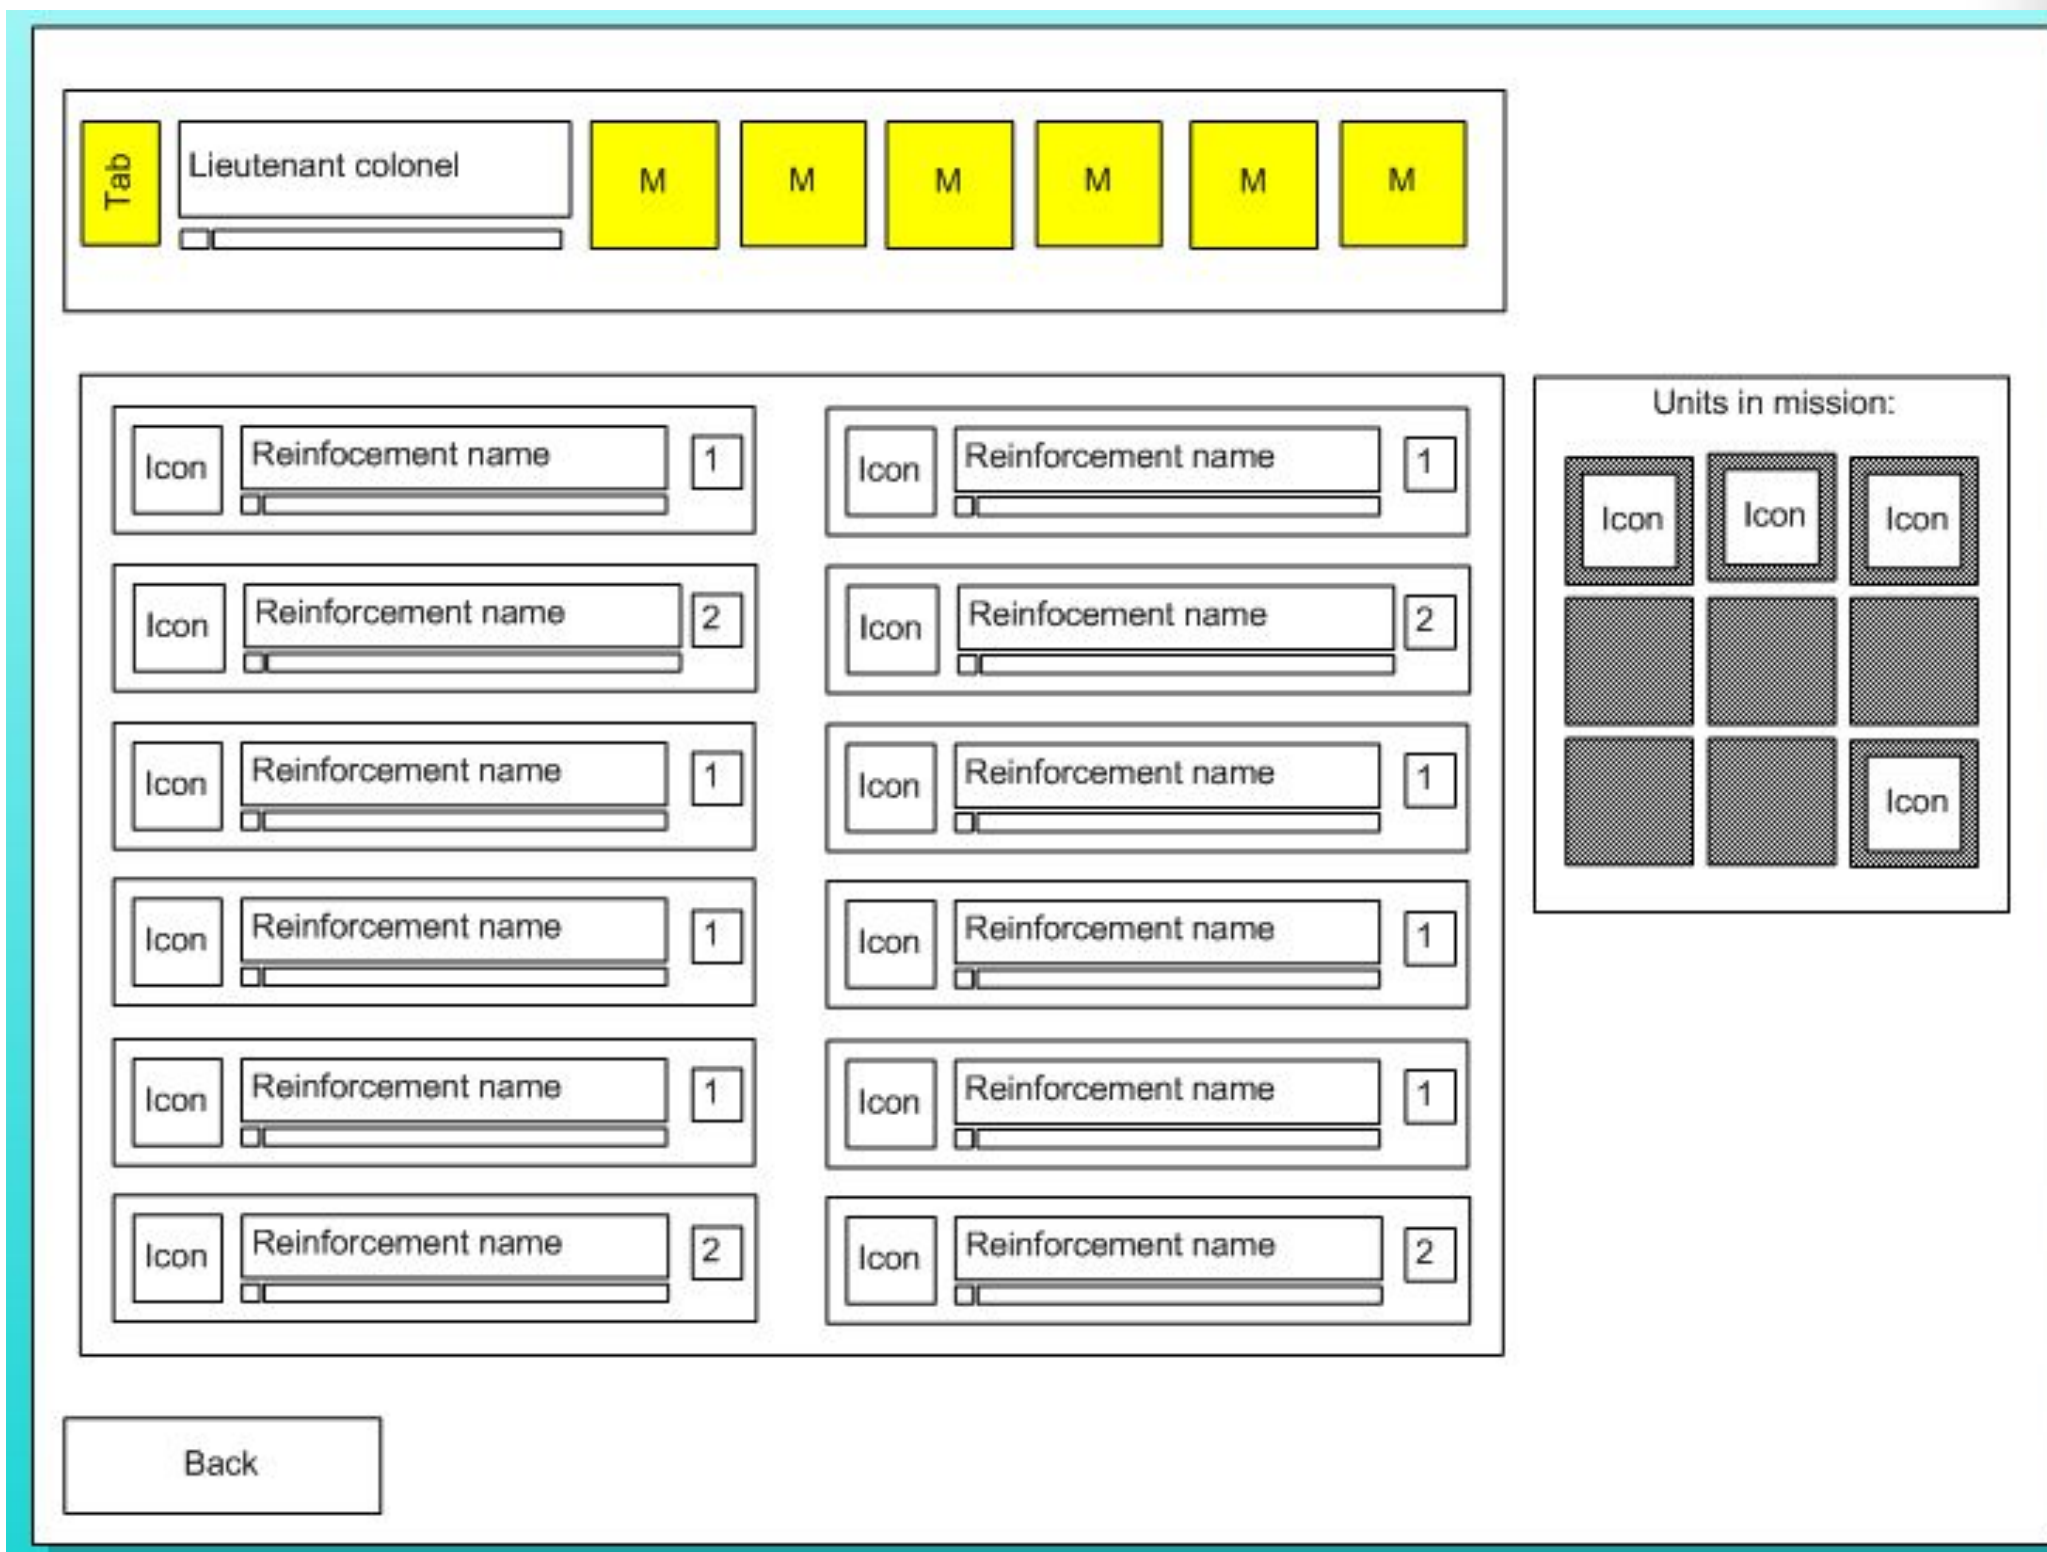 Tab
Lieutenant colonel
M M M M M M
Icon Reinfocement name 1
Icon Reinforcement name 1
Icon Reinforcement name 2
Icon Reinfocement name 2
Icon Reinforcement name 1
Icon Reinforcement name 1
Icon Reinforcement name 1
Icon Reinforcement name 1
Icon Reinforcement name 1
Icon Reinforcement name 1
Icon Reinforcement name 2
Icon Reinforcement name 2
Units in mission:
Icon Icon Icon
Icon
Back